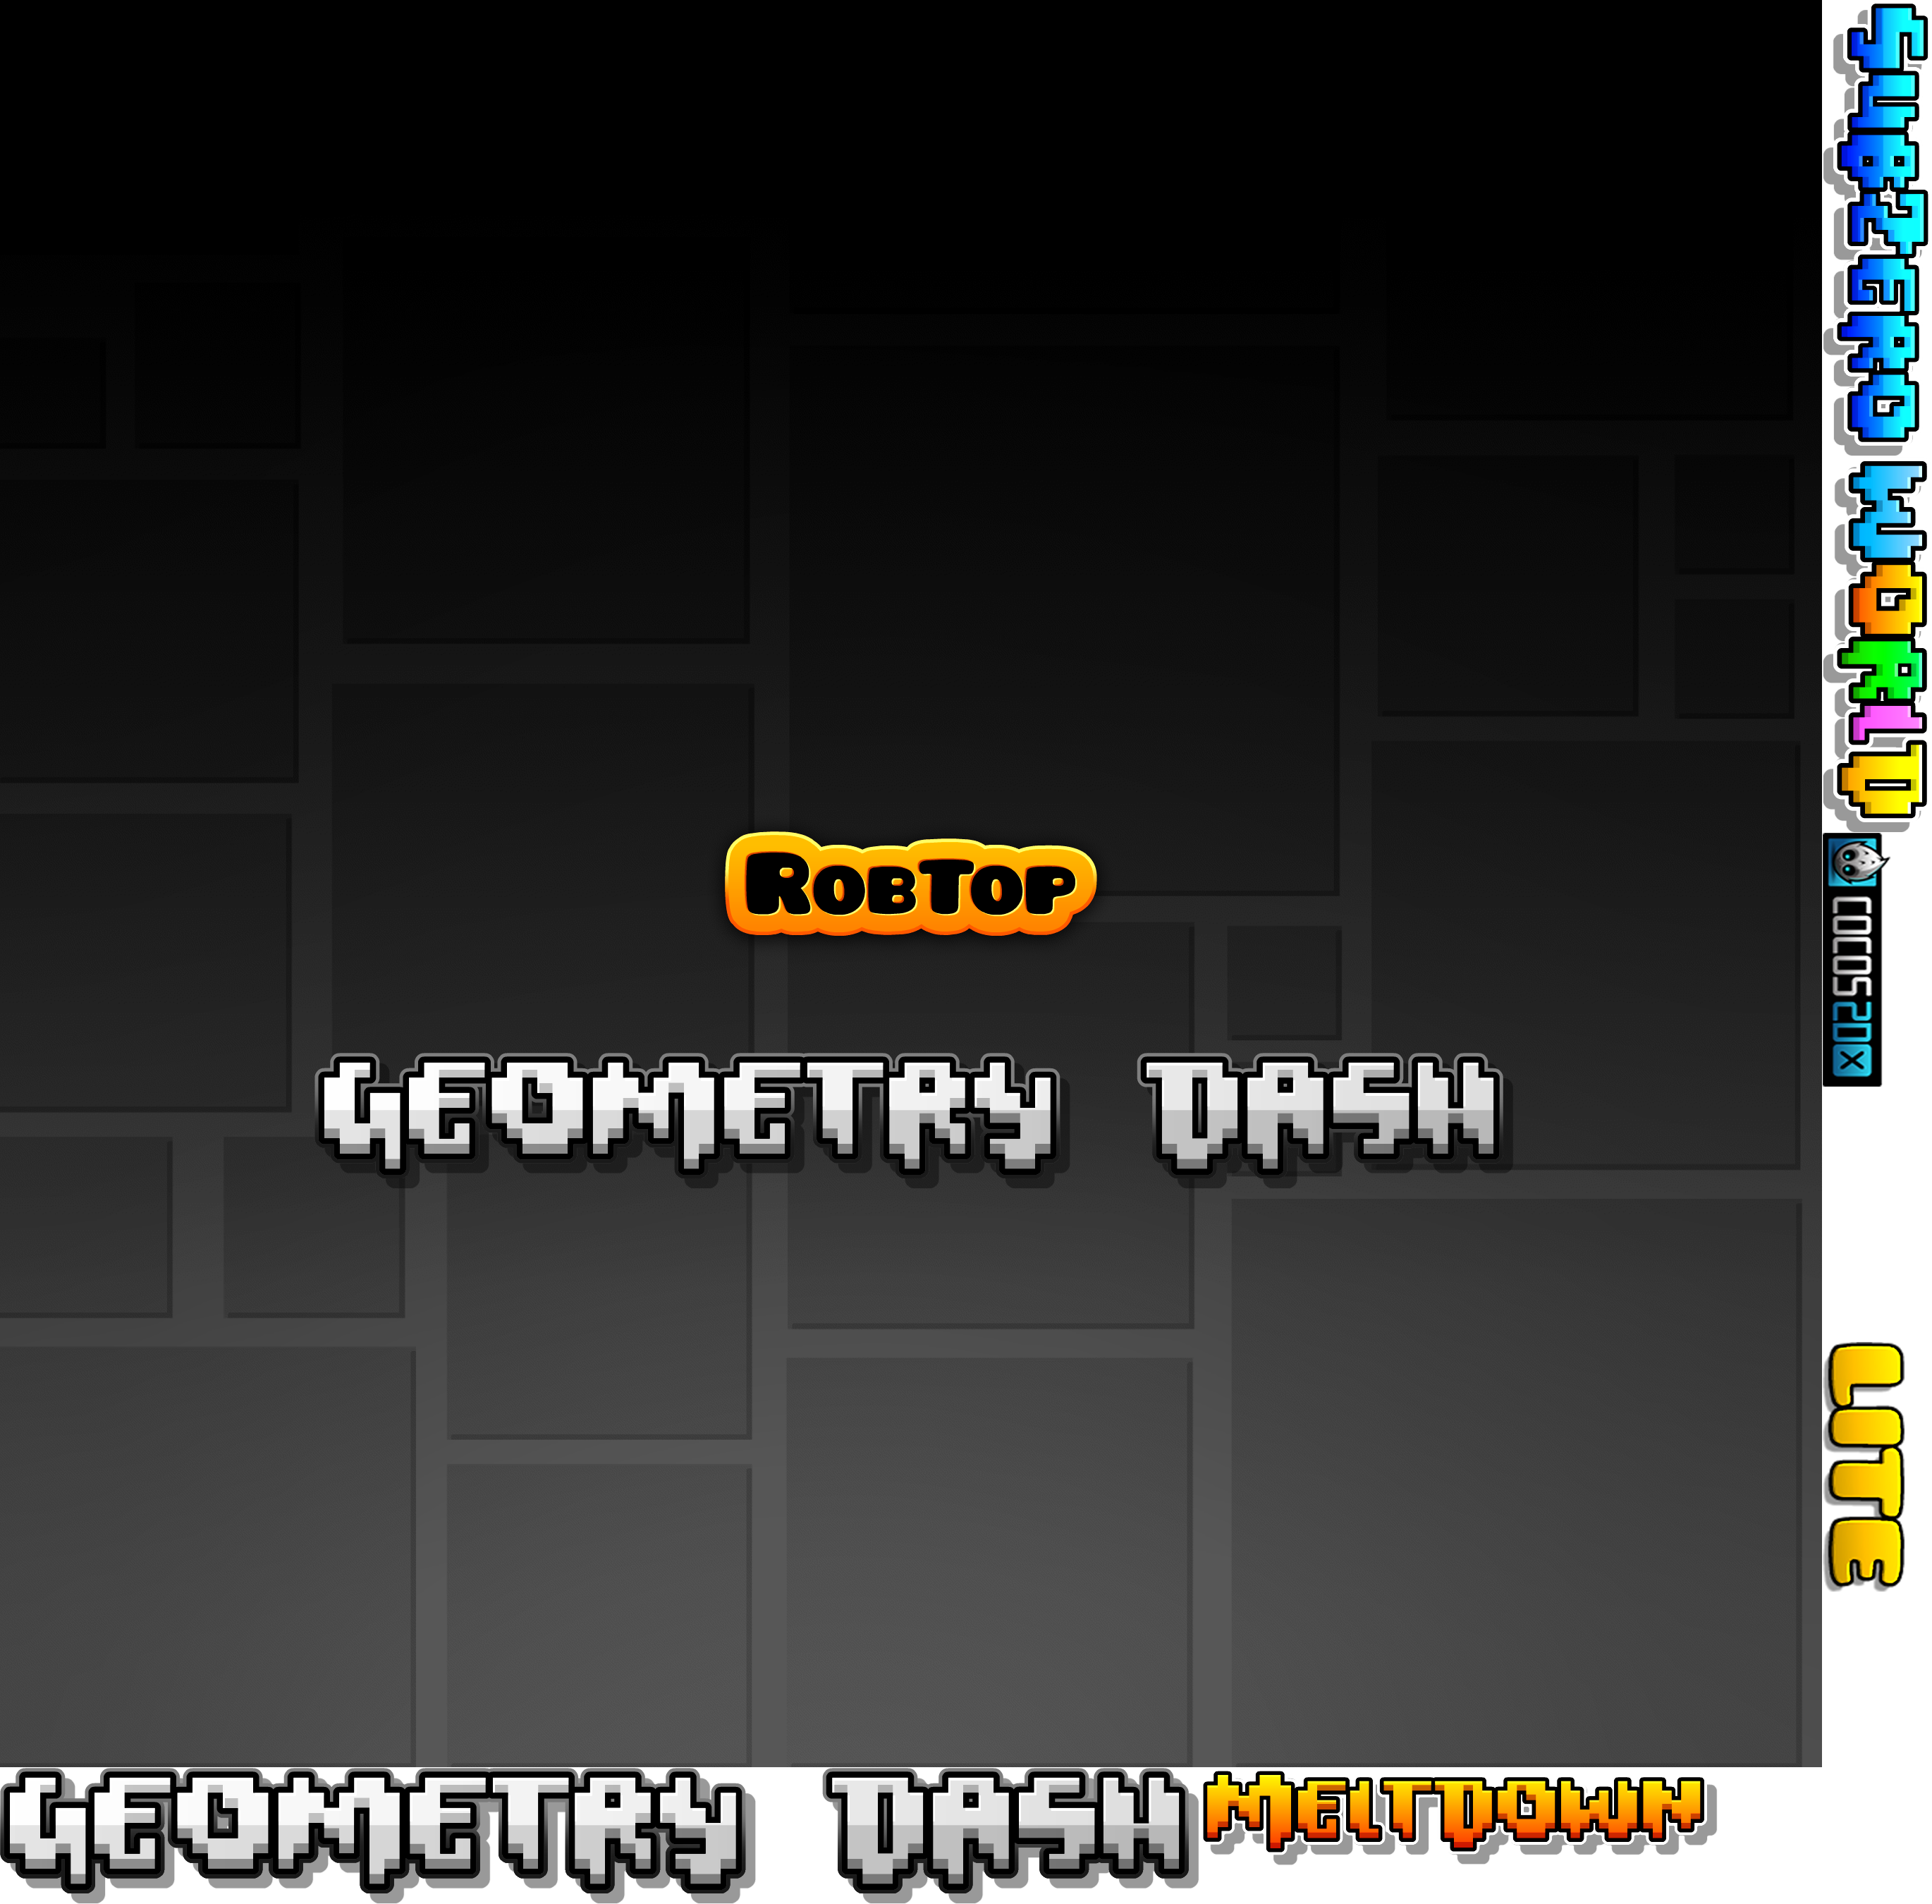 ROBTOP
GEOMETRY DASH
GEOMETRY DASH
MELTDOWN
SUBZERO
WORLD
COCOS2DX
LITE